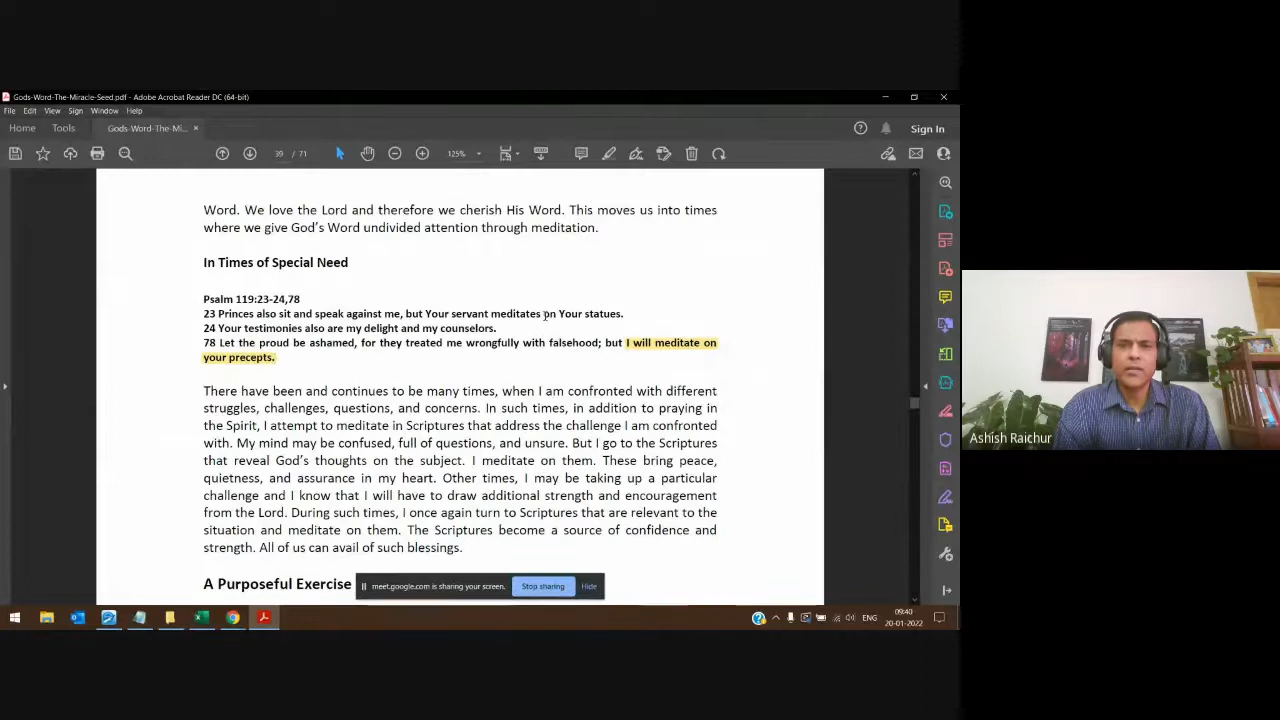 Gods-Word-The-Miracle-Seed.pdf - Adobe Acrobat Reader DC (64-bit)
File Edit View Sign Window Help
Home Tools Gods-Word-The-Mi... × Sign In
39 / 71 125%
Word. We love the Lord and therefore we cherish His Word. This moves us into times
where we give God's Word undivided attention through meditation.
In Times of Special Need
Psalm 119:23-24,78
23 Princes also sit and speak against me, but Your servant meditates on Your statues.
24 Your testimonies also are my delight and my counselors.
78 Let the proud be ashamed, for they treated me wrongfully with falsehood; but I will meditate on
your precepts.
There have been and continues to be many times, when I am confronted with different
struggles, challenges, questions, and concerns. In such times, in addition to praying in
the Spirit, I attempt to meditate in Scriptures that address the challenge I am confronted
with. My mind may be confused, full of questions, and unsure. But I go to the Scriptures
that reveal God's thoughts on the subject. I meditate on them. These bring peace,
quietness, and assurance in my heart. Other times, I may be taking up a particular
challenge and I know that I will have to draw additional strength and encouragement
from the Lord. During such times, I once again turn to Scriptures that are relevant to the
situation and meditate on them. The Scriptures become a source of confidence and
strength. All of us can avail of such blessings.
A Purposeful Exercise
meet.google.com is sharing your screen. Stop sharing Hide
ENG
09:40
20-01-2022
Ashish Raichur